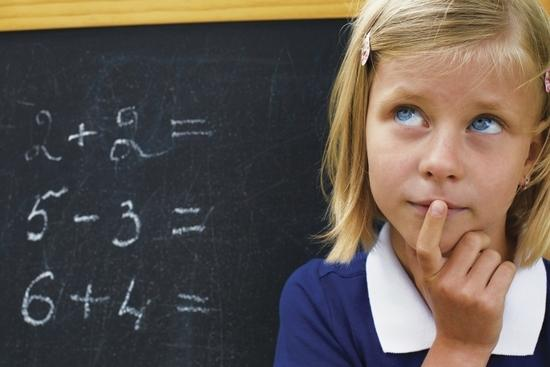 2 + 2 =
5 - 3 =
6 + 4 =